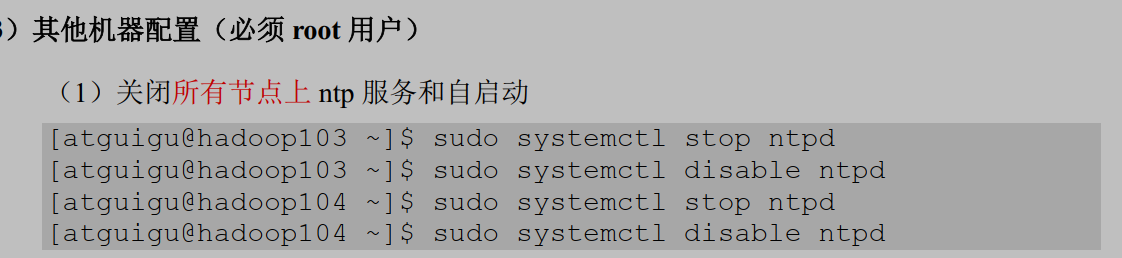 3）其他机器配置（必须 root 用户）
（1）关闭所有节点上 ntp 服务和自启动
[atguigu@hadoop103 ~]$ sudo systemctl stop ntpd
[atguigu@hadoop103 ~]$ sudo systemctl disable ntpd
[atguigu@hadoop104 ~]$ sudo systemctl stop ntpd
[atguigu@hadoop104 ~]$ sudo systemctl disable ntpd